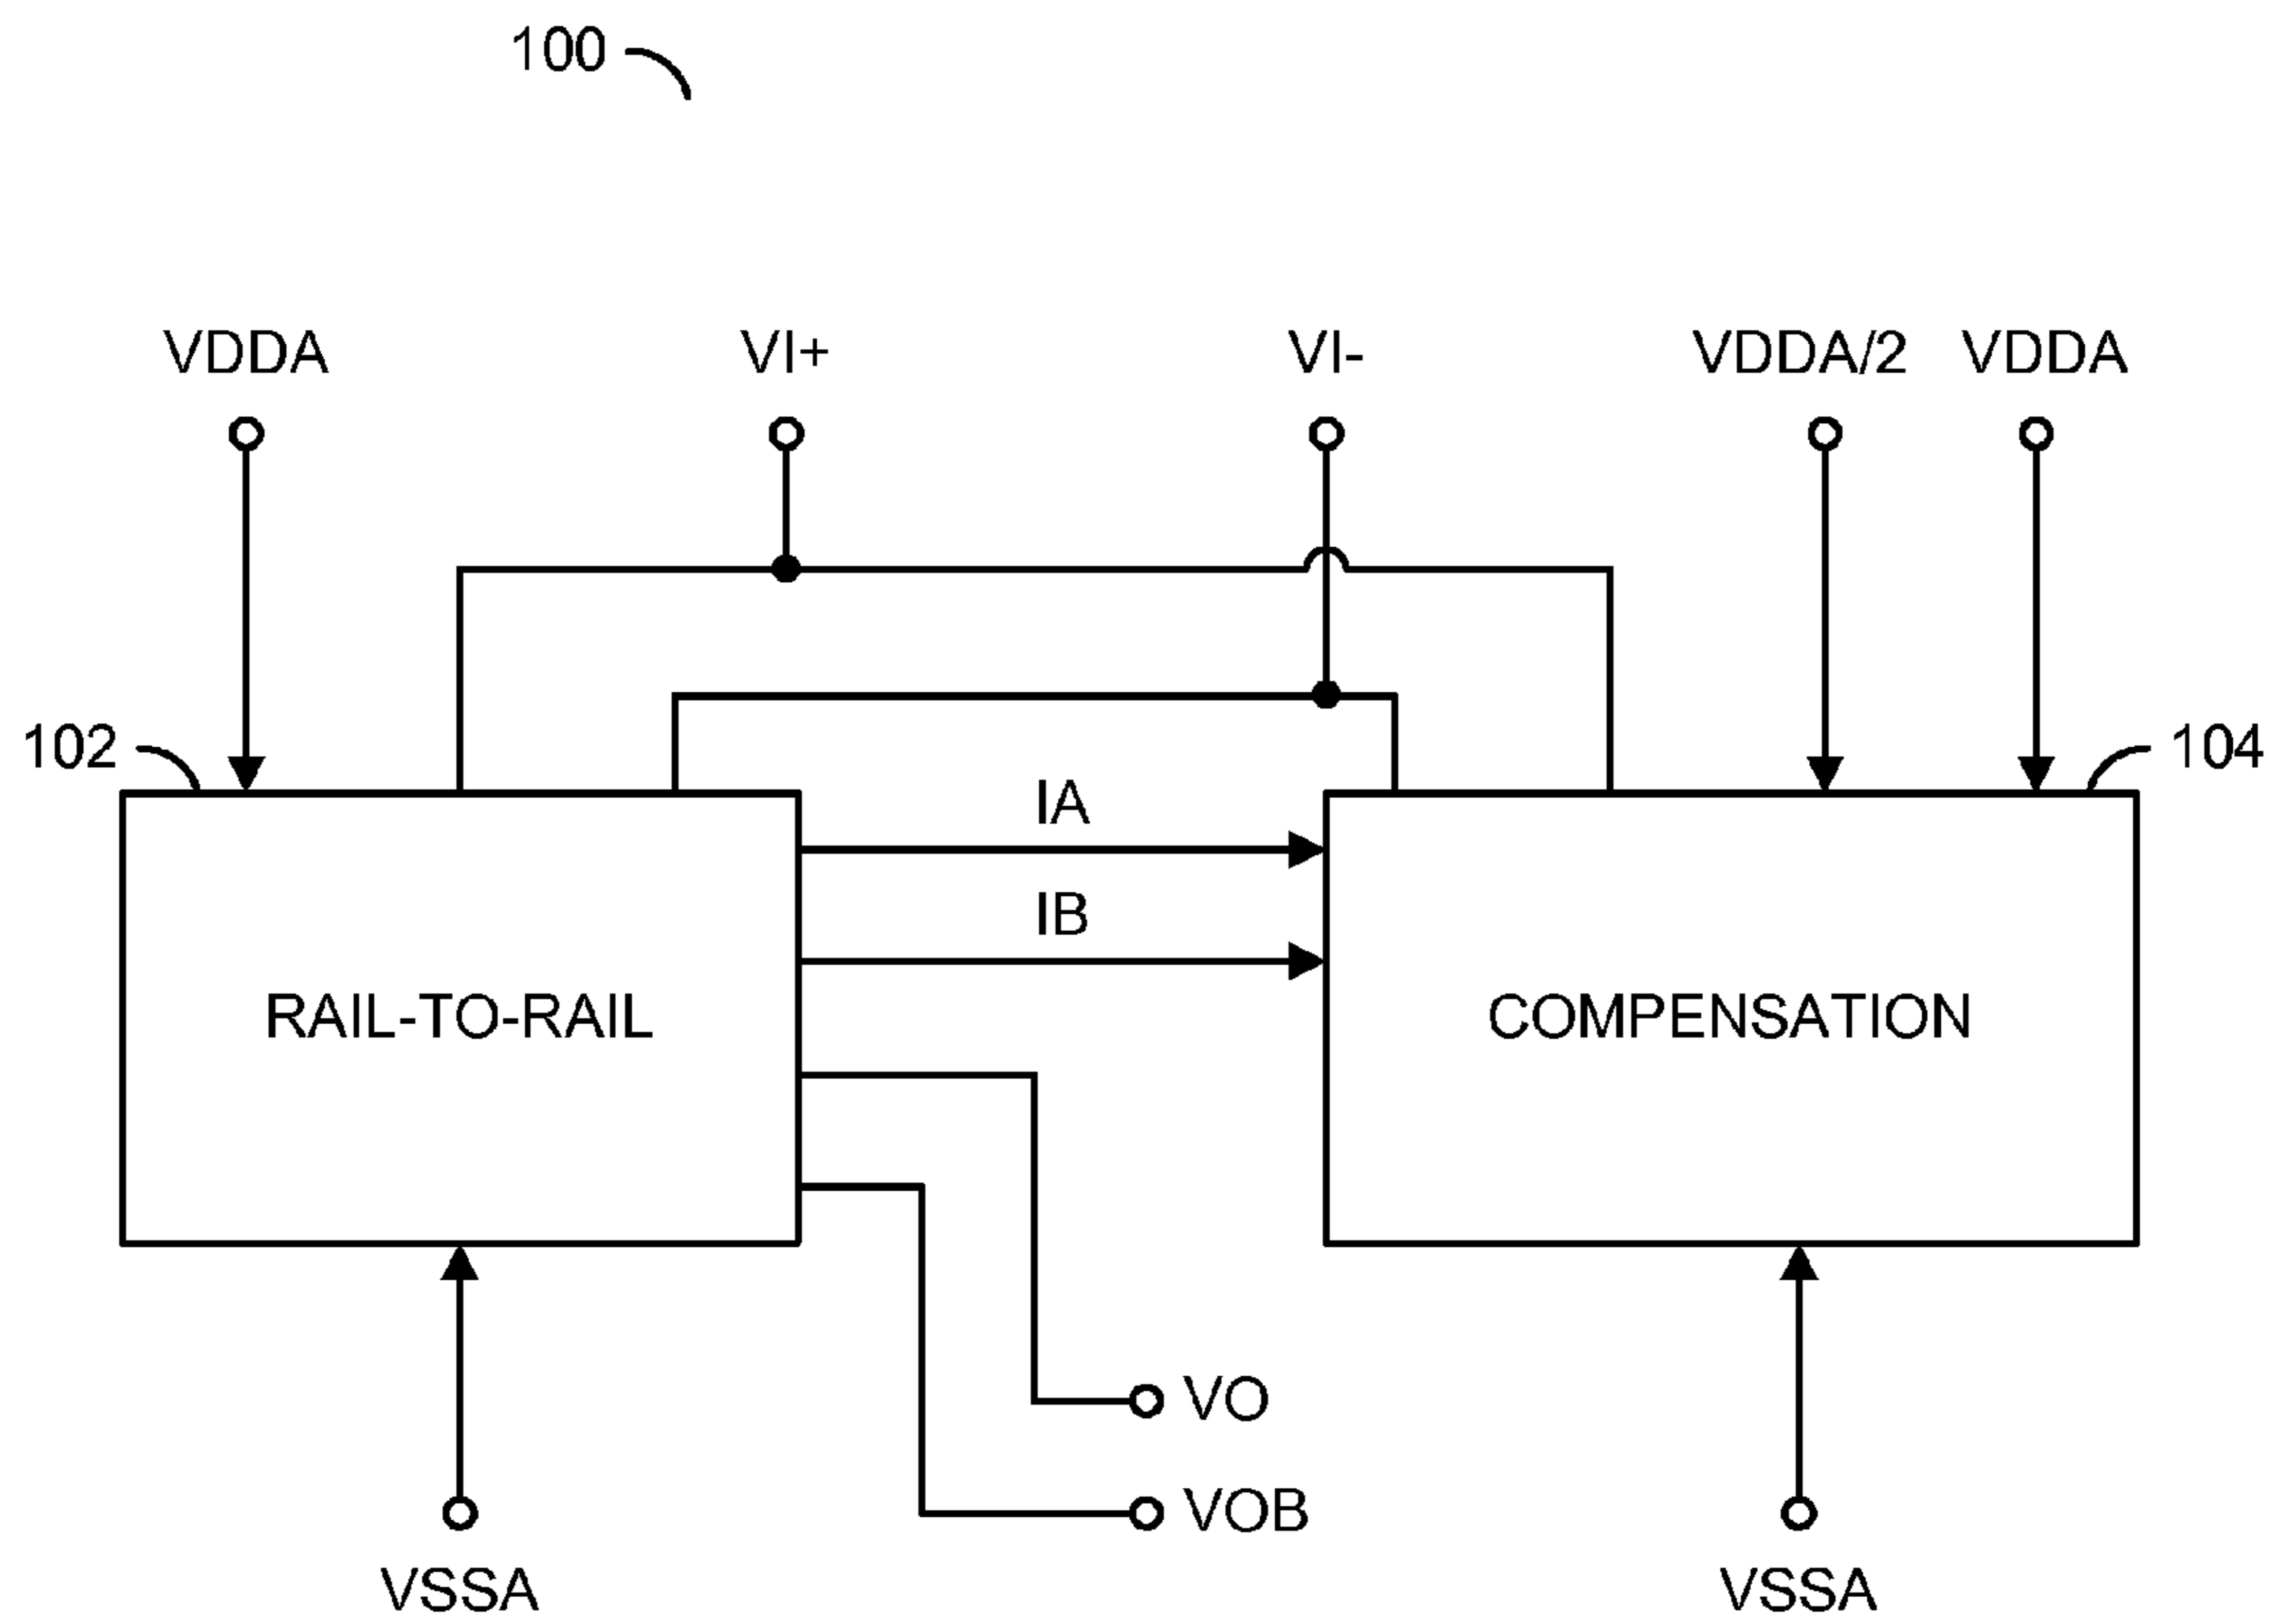 100
VDDA
VI+
VI-
VDDA/2
VDDA
102
104
IA
IB
RAIL-TO-RAIL
COMPENSATION
VO
VOB
VSSA
VSSA